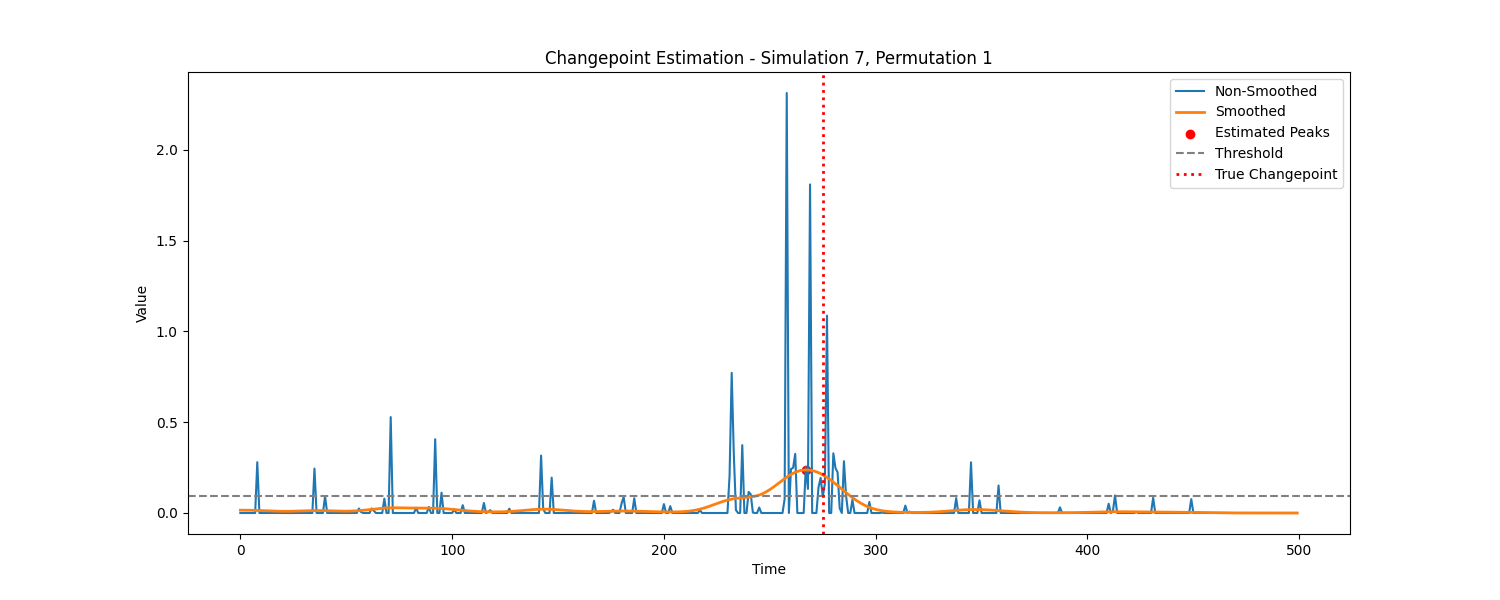 Changepoint Estimation - Simulation 7, Permutation 1
Non-Smoothed
Smoothed
Estimated Peaks
Threshold
True Changepoint
Value
2.0
1.5
1.0
0.5
0.0
0 100 200 300 400 500
Time